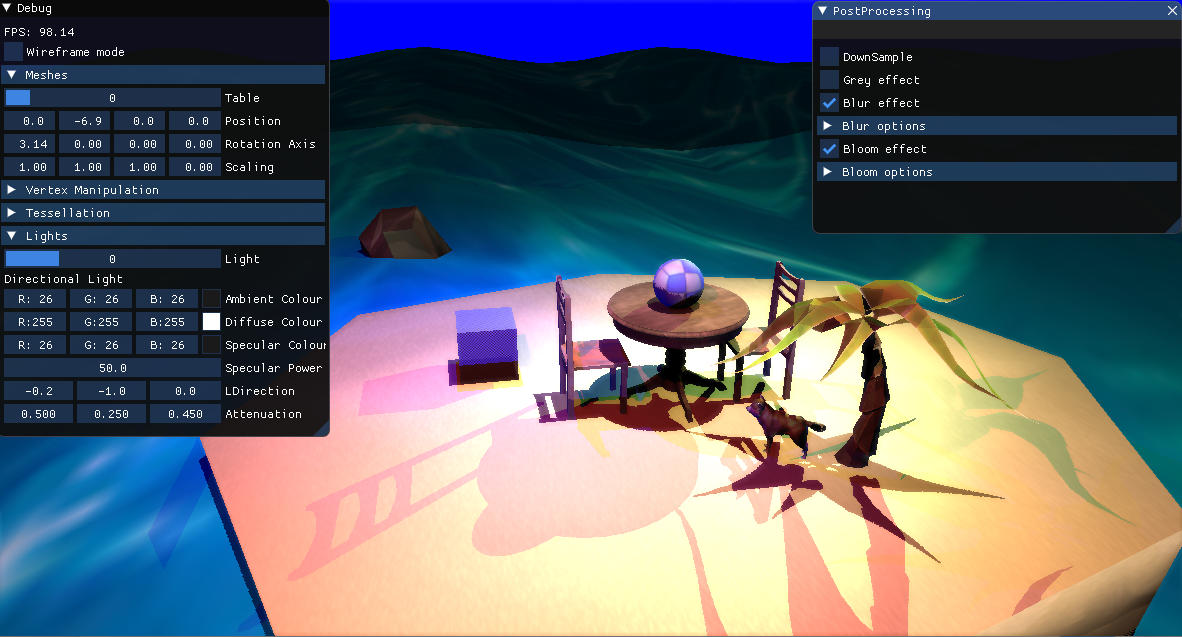 Debug
FPS: 98.14
Wireframe mode
Meshes
0 Table
0.0 -6.9 0.0 0.0 Position
3.14 0.00 0.00 0.00 Rotation Axis
1.00 1.00 1.00 0.00 Scaling
Vertex Manipulation
Tessellation
Lights
0 Light
Directional Light
R: 26 G: 26 B: 26 Ambient Colour
R:255 G:255 B:255 Diffuse Colour
R: 26 G: 26 B: 26 Specular Colour
50.0 Specular Power
-0.2 -1.0 0.0 LDirection
0.500 0.250 0.450 Attenuation
PostProcessing
DownSample
Grey effect
Blur effect
Blur options
Bloom effect
Bloom options